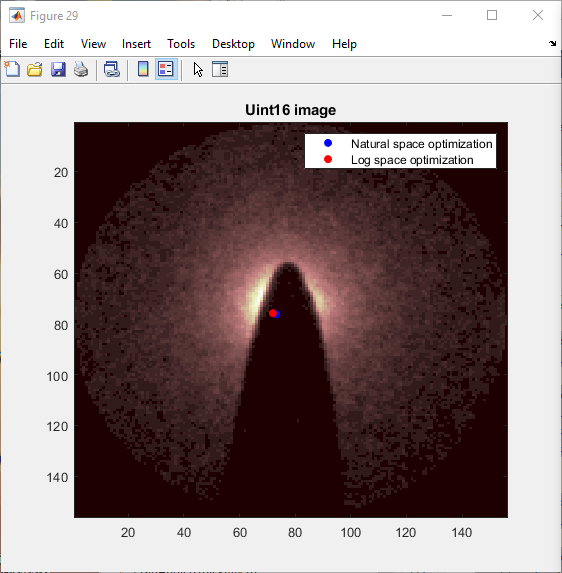 Figure 29
File Edit View Insert Tools Desktop Window Help
Uint16 image
Natural space optimization
Log space optimization
20
40
60
80
100
120
140
20 40 60 80 100 120 140